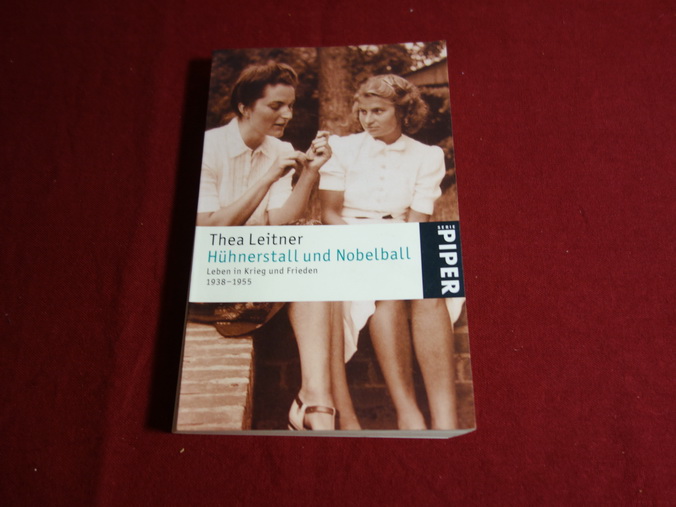 Thea Leitner
Hühnerstall und Nobelball
Leben in Krieg und Frieden
1938–1955
SERIE
PIPER